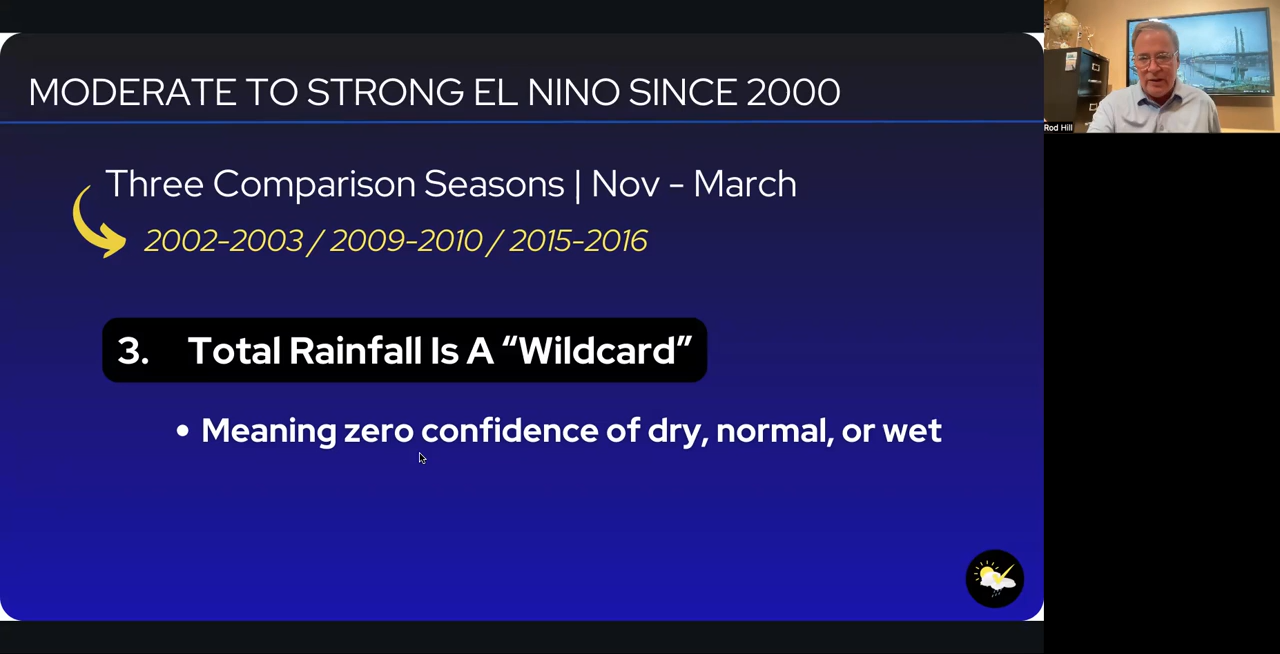 MODERATE TO STRONG EL NINO SINCE 2000
Three Comparison Seasons | Nov - March
2002-2003 / 2009-2010 / 2015-2016
3. Total Rainfall Is A “Wildcard”
• Meaning zero confidence of dry, normal, or wet
Rod Hill